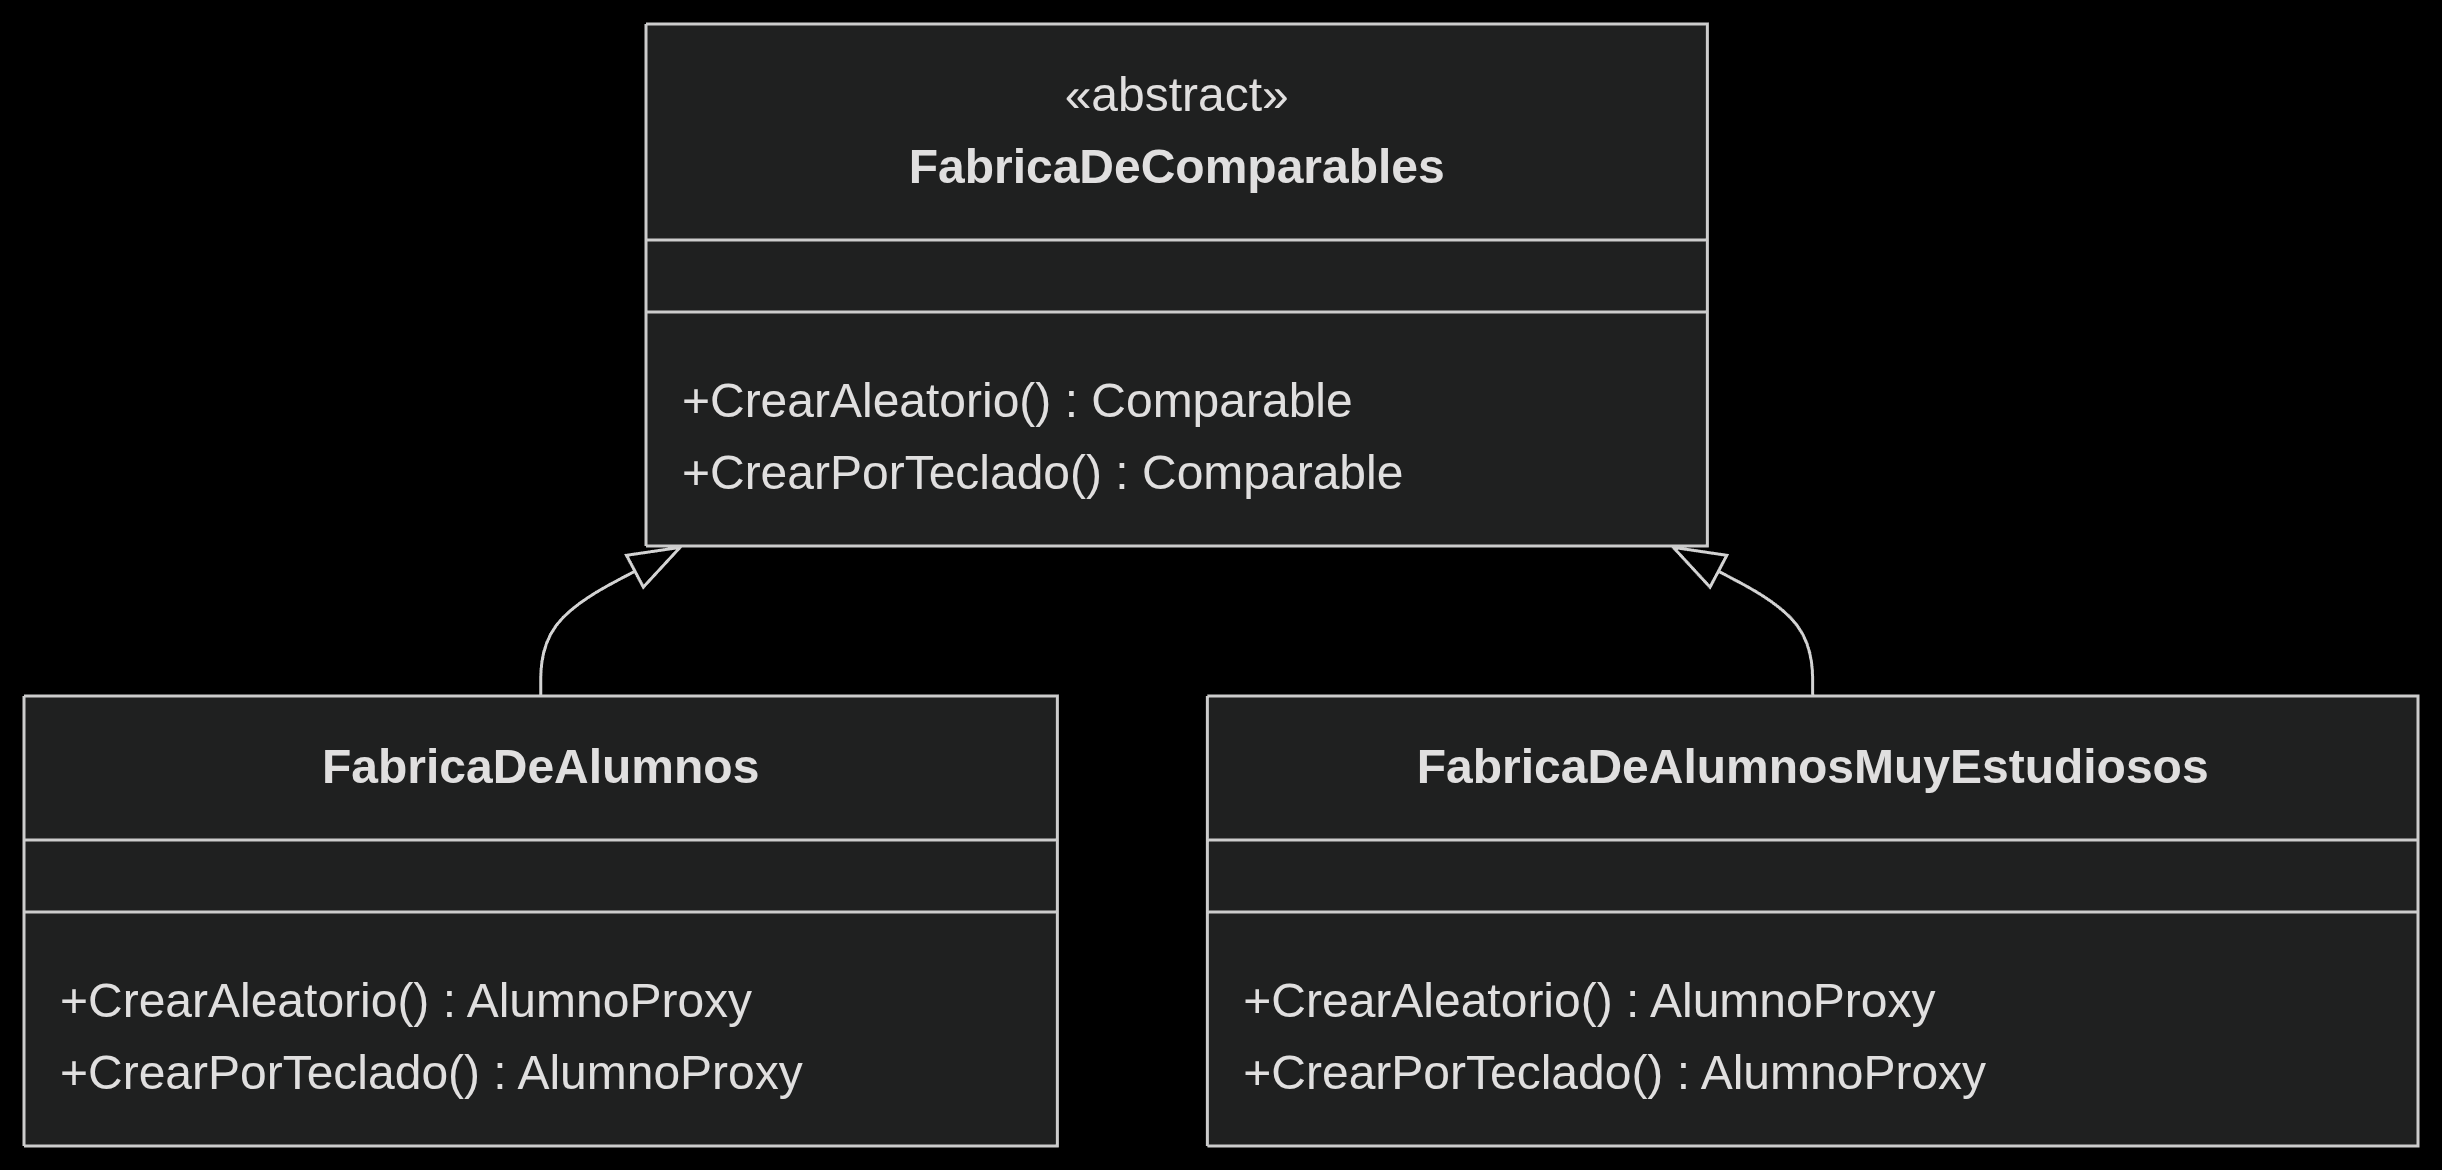 «abstract»
FabricaDeComparables
+CrearAleatorio() : Comparable
+CrearPorTeclado() : Comparable
FabricaDeAlumnos
+CrearAleatorio() : AlumnoProxy
+CrearPorTeclado() : AlumnoProxy
FabricaDeAlumnosMuyEstudiosos
+CrearAleatorio() : AlumnoProxy
+CrearPorTeclado() : AlumnoProxy